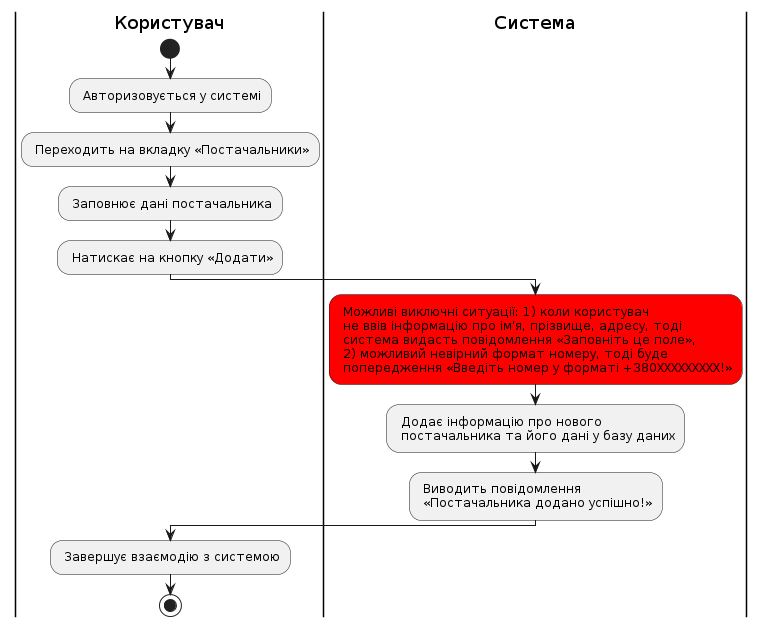 Користувач
Система
Авторизовується у системі
Переходить на вкладку «Постачальники»
Заповнює дані постачальника
Натискає на кнопку «Додати»
Можливі виключні ситуації: 1) коли користувач
не ввів інформацію про ім'я, прізвище, адресу, тоді
система видасть повідомлення «Заповніть це поле».
2) можливий невірний формат номеру, тоді буде
попередження «Введіть номер у форматі +380XXXXXXXXX!»
Додає інформацію про нового
постачальника та його дані у базу даних
Виводить повідомлення
«Постачальника додано успішно!»
Завершує взаємодію з системою